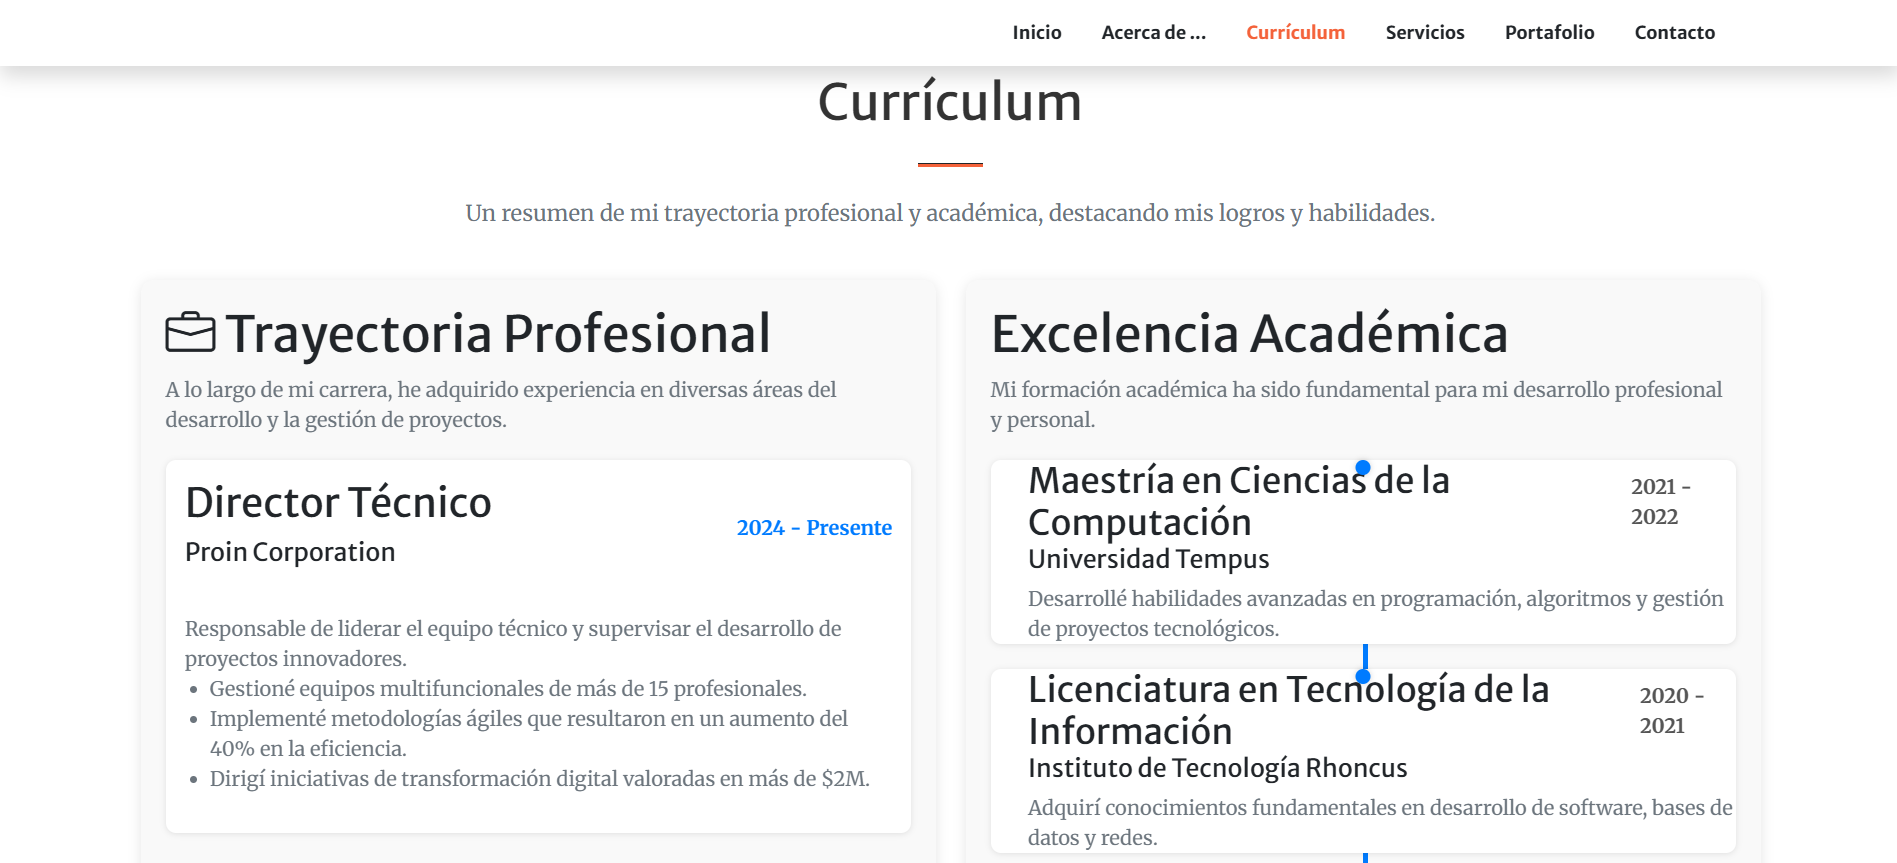 Inicio Acerca de ... Currículum Servicios Portafolio Contacto
Currículum
Un resumen de mi trayectoria profesional y académica, destacando mis logros y habilidades.
Trayectoria Profesional
A lo largo de mi carrera, he adquirido experiencia en diversas áreas del
desarrollo y la gestión de proyectos.
Director Técnico
2024 - Presente
Proin Corporation
Responsable de liderar el equipo técnico y supervisar el desarrollo de
proyectos innovadores.
• Gestioné equipos multifuncionales de más de 15 profesionales.
• Implementé metodologías ágiles que resultaron en un aumento del
40% en la eficiencia.
• Dirigí iniciativas de transformación digital valoradas en más de $2M.
Excelencia Académica
Mi formación académica ha sido fundamental para mi desarrollo profesional
y personal.
Maestría en Ciencias de la
Computación
2021 -
2022
Universidad Tempus
Desarrollé habilidades avanzadas en programación, algoritmos y gestión
de proyectos tecnológicos.
Licenciatura en Tecnología de la
Información
2020 -
2021
Instituto de Tecnología Rhoncus
Adquirí conocimientos fundamentales en desarrollo de software, bases de
datos y redes.